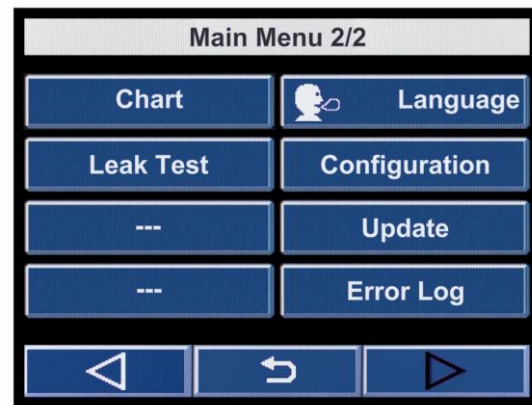 Main Menu 2/2
Chart
Language
Leak Test
Configuration
---
Update
---
Error Log